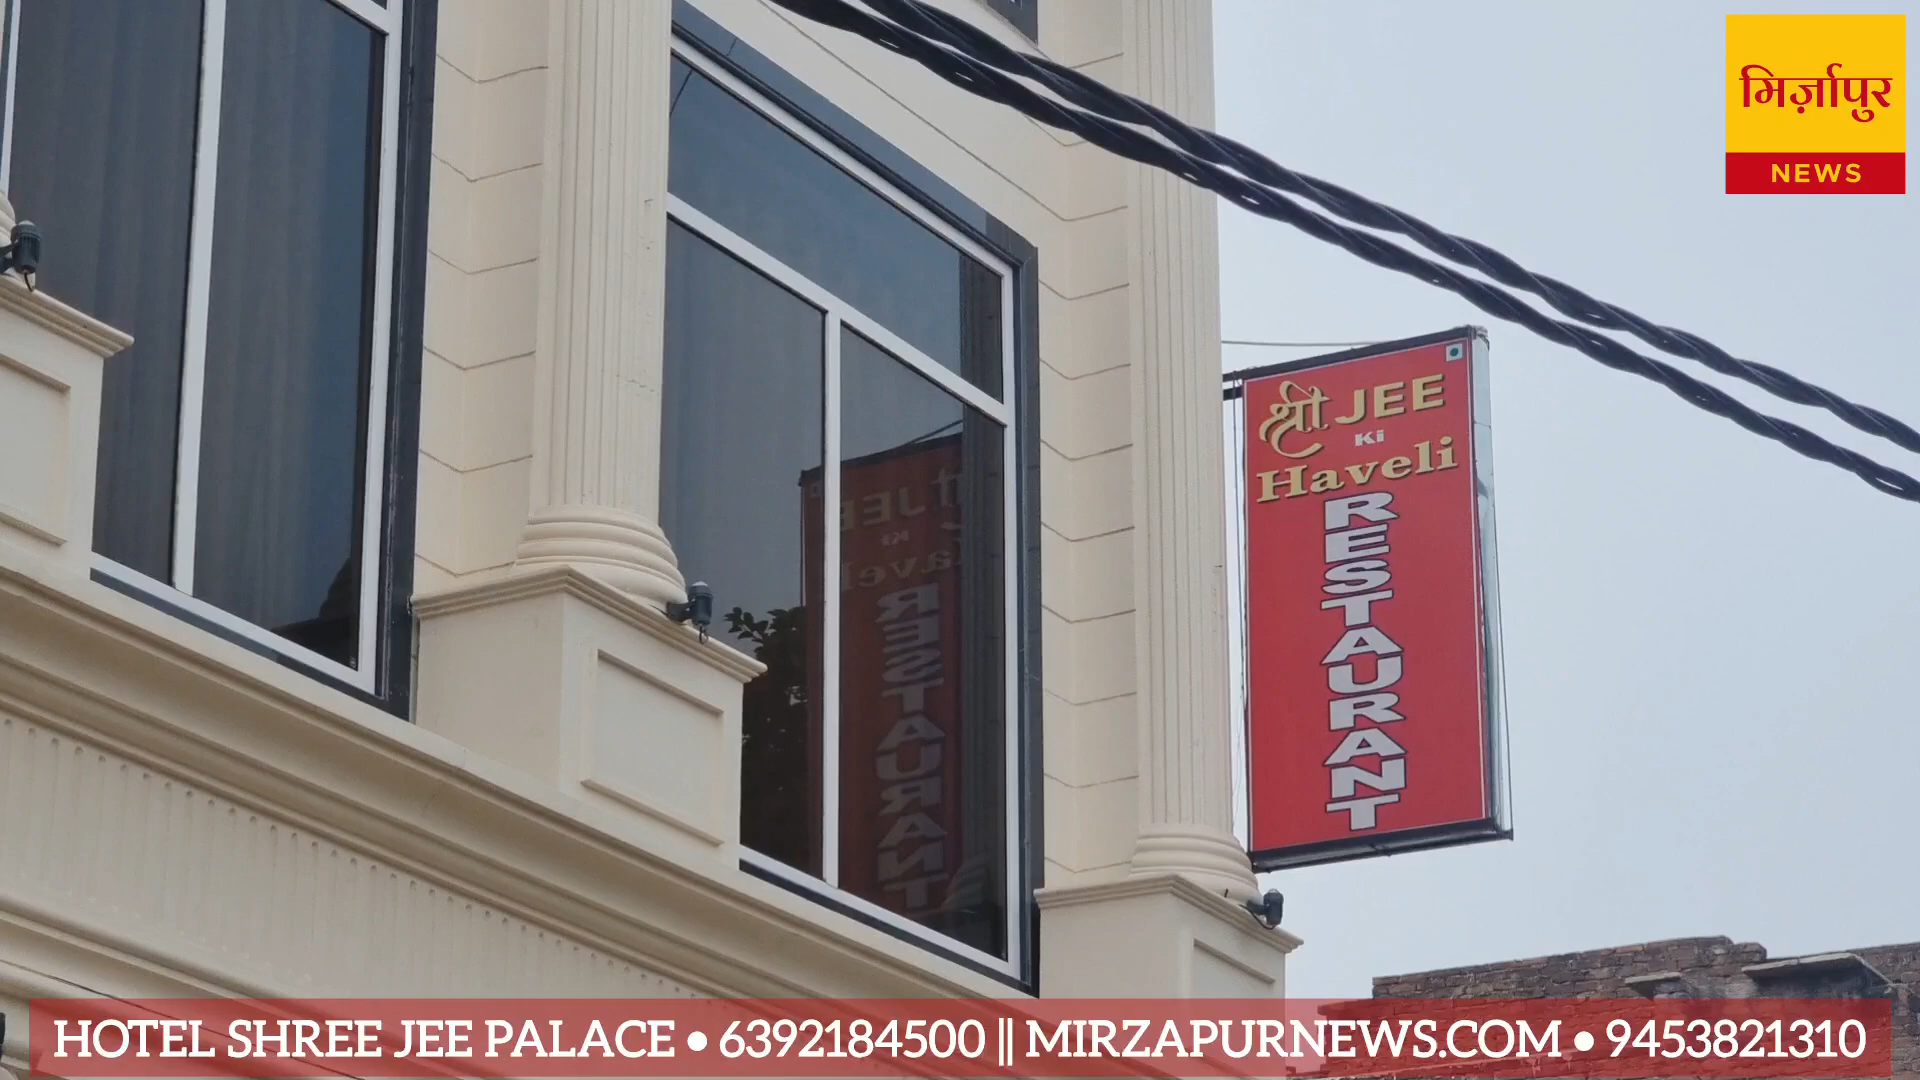 मिर्ज़ापुर
NEWS
श्री JEE
Ki
Haveli
RESTAURANT
HOTEL SHREE JEE PALACE • 6392184500 || MIRZAPURNEWS.COM • 9453821310